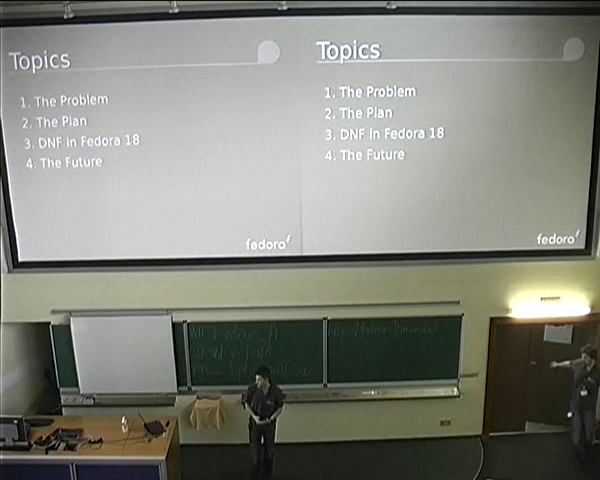 Topics
1. The Problem
2. The Plan
3. DNF in Fedora 18
4. The Future
fedora
Topics
1. The Problem
2. The Plan
3. DNF in Fedora 18
4. The Future
fedora